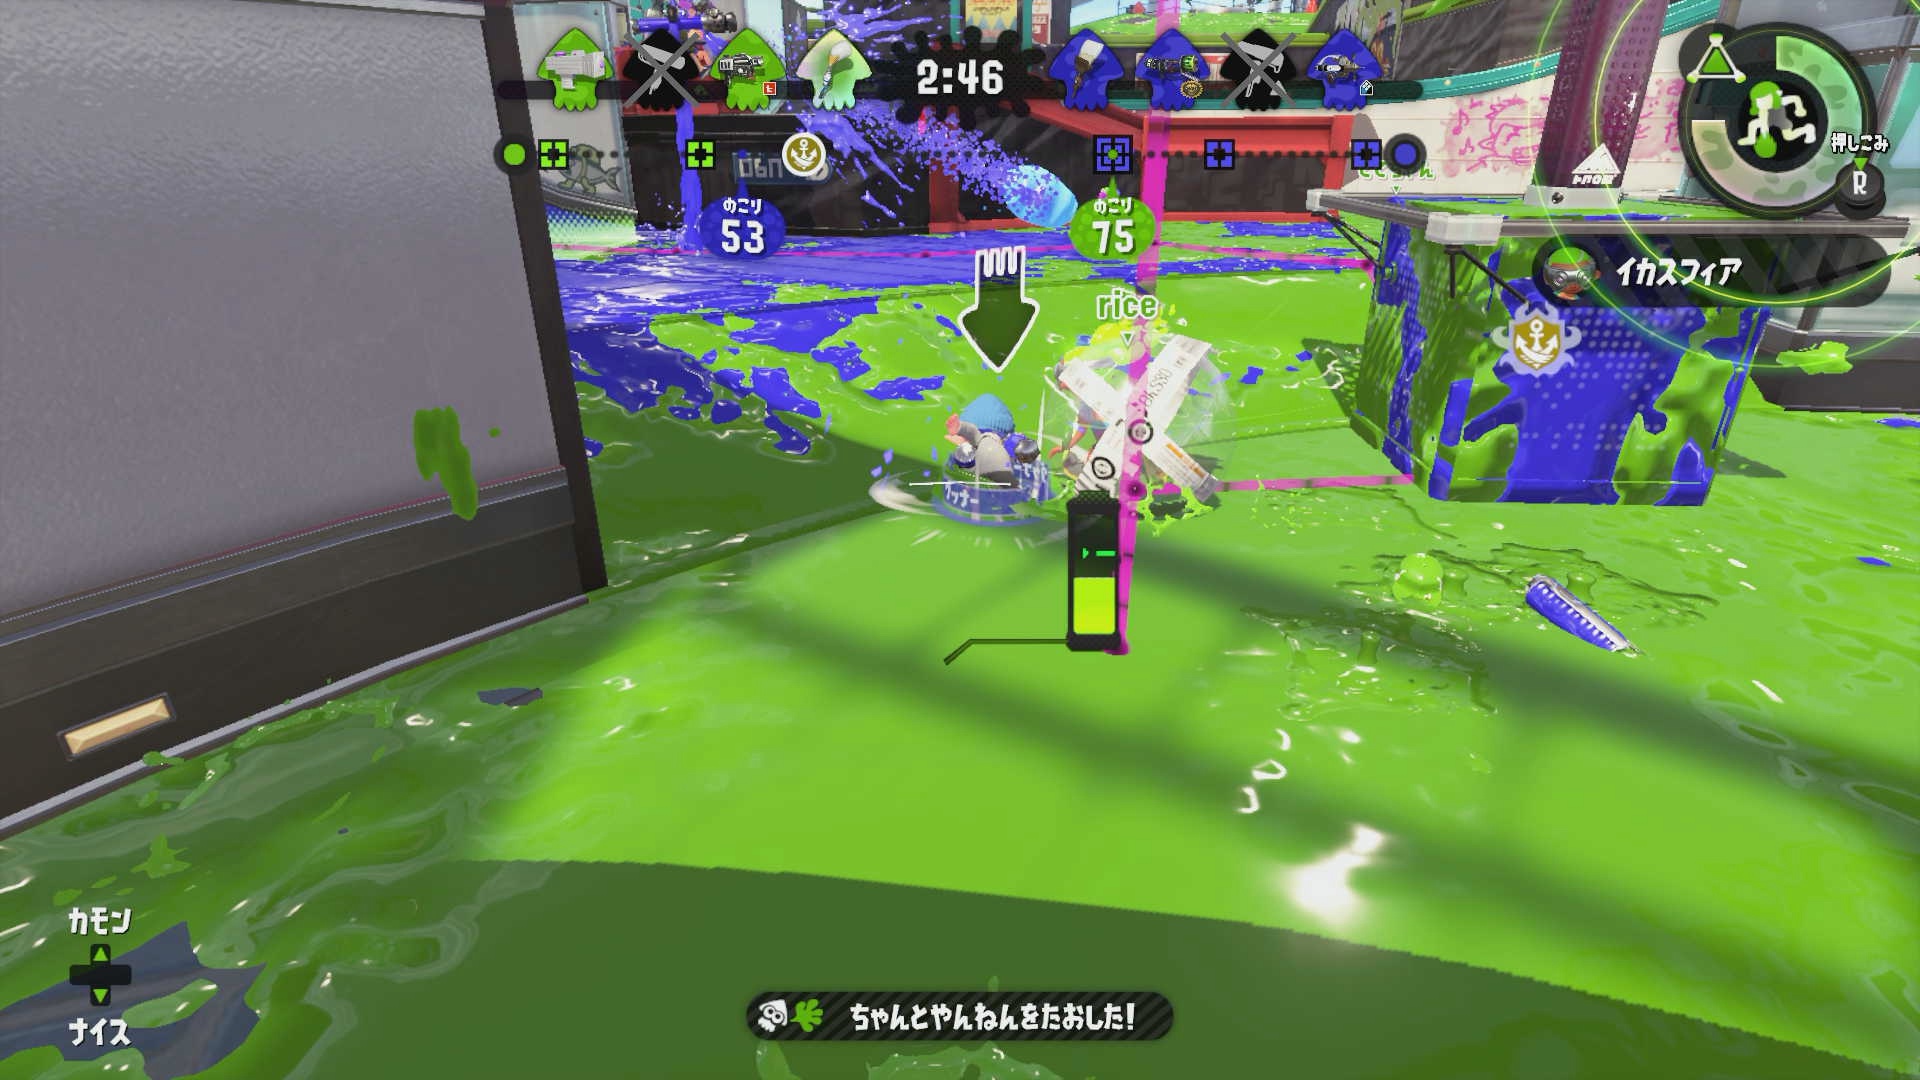 2:46
押しこみ
R
のこり
53
のこり
75
イカスフィア
rice
カモン
ナイス
ちゃんとやんねんをたおした!